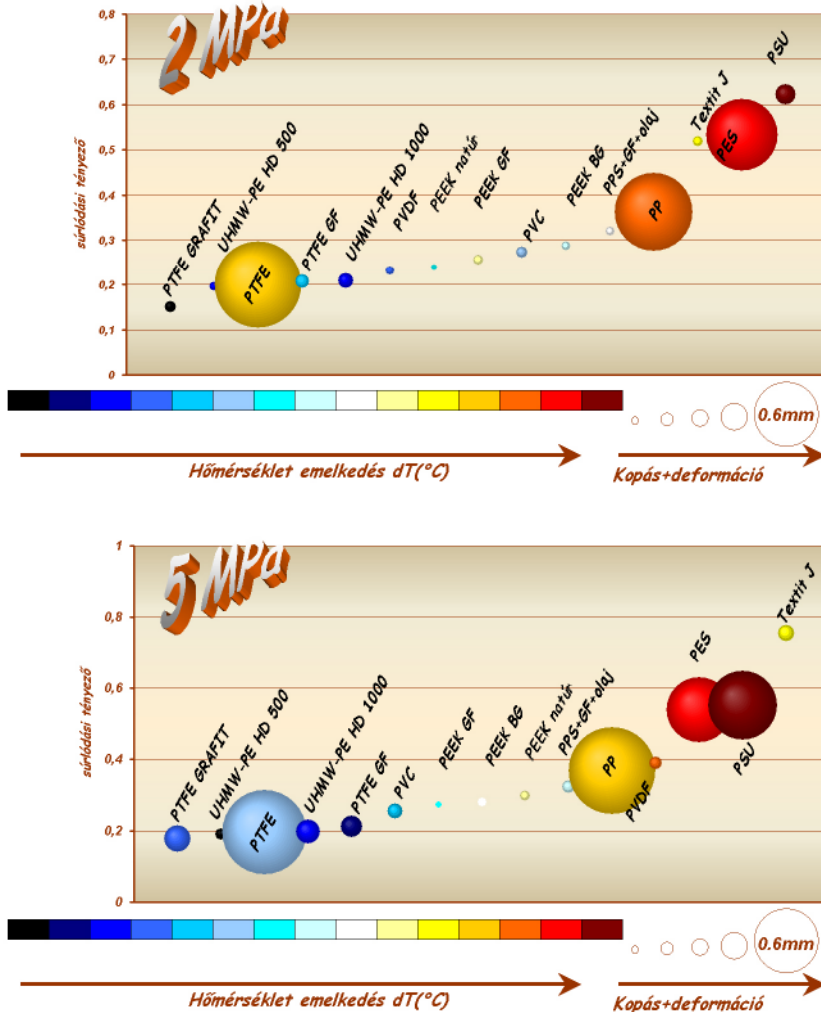 2 MPa
súrlódási tényező
0,8
0,7
0,6
0,5
0,4
0,3
0,2
0,1
0
PTFE GRAFIT
UHMW-PE HD 500
PTFE
PTFE GF
UHMW-PE HD 1000
PVDF
PEEK natúr
PEEK GF
PVC
PEEK BG
PPS+GF+olaj
PP
Textit J
PES
PSU
0.6mm
Hőmérséklet emelkedés dT(°C)
Kopás+deformáció
5 MPa
súrlódási tényező
1
0,8
0,6
0,4
0,2
0
PTFE GRAFIT
UHMW-PE HD 500
PTFE
UHMW-PE HD 1000
PTFE GF
PVC
PEEK GF
PEEK BG
PEEK natúr
PPS+GF+olaj
PP
PVDF
PES
PSU
Textit J
0.6mm
Hőmérséklet emelkedés dT(°C)
Kopás+deformáció